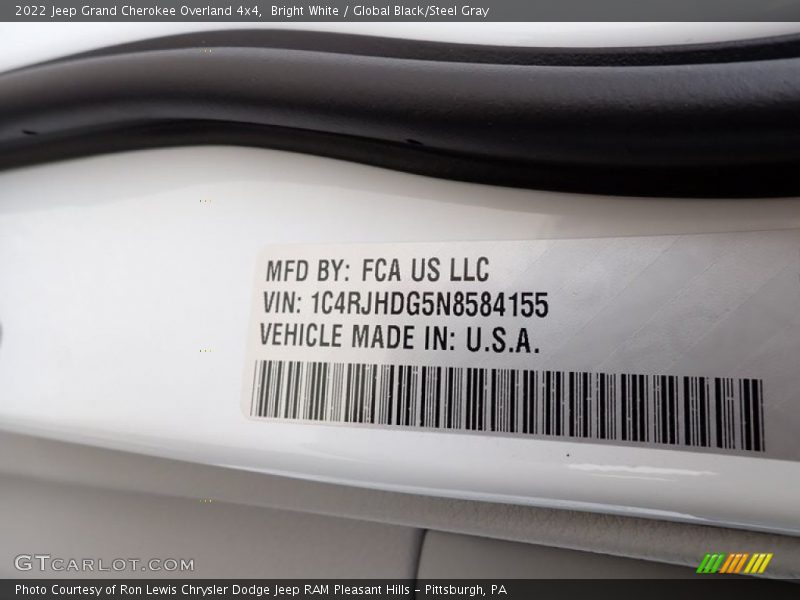 2022 Jeep Grand Cherokee Overland 4x4, Bright White / Global Black/Steel Gray
MFD BY: FCA US LLC
VIN: 1C4RJHDG5N8584155
VEHICLE MADE IN: U.S.A.
GTCARLOT.COM
Photo Courtesy of Ron Lewis Chrysler Dodge Jeep RAM Pleasant Hills - Pittsburgh, PA